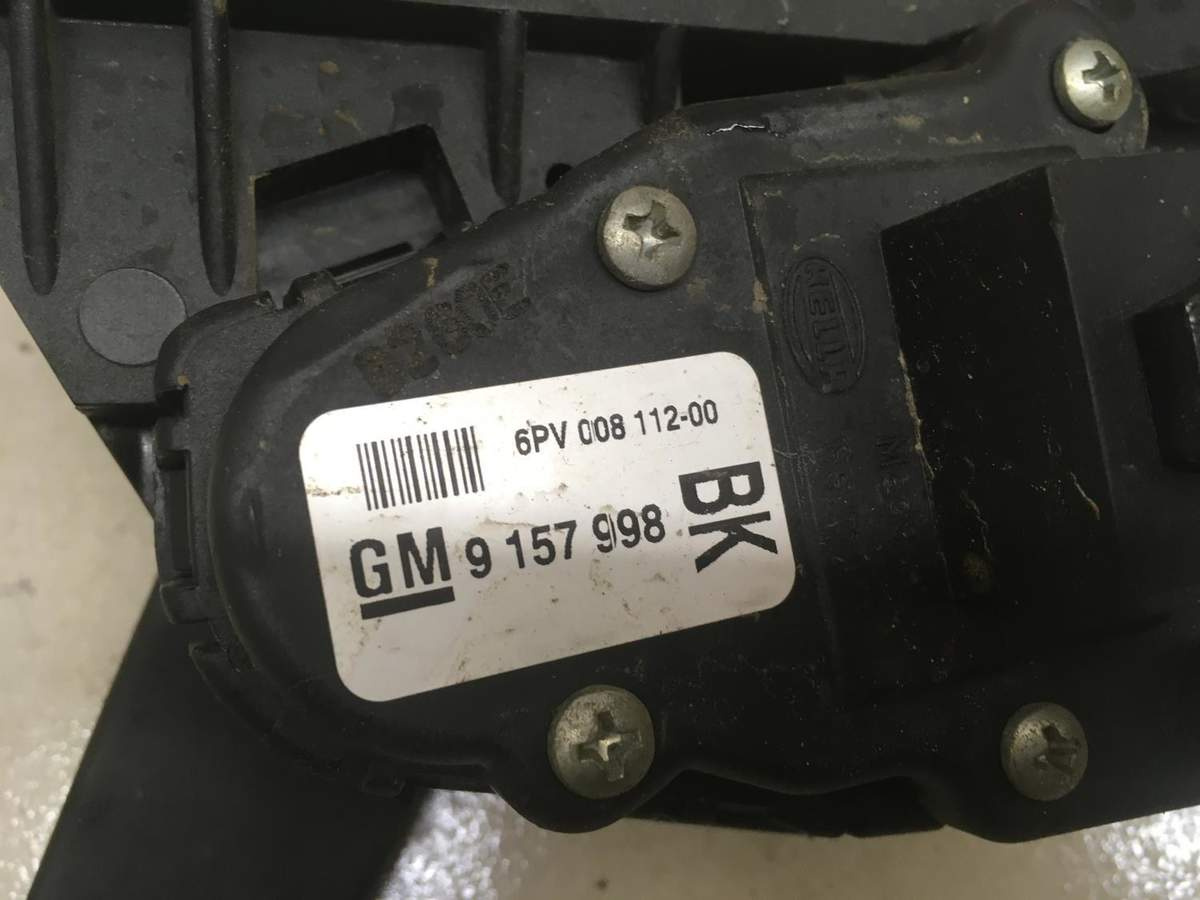 HELLA
6PV 008 112-00
GM 9 157 998
BK